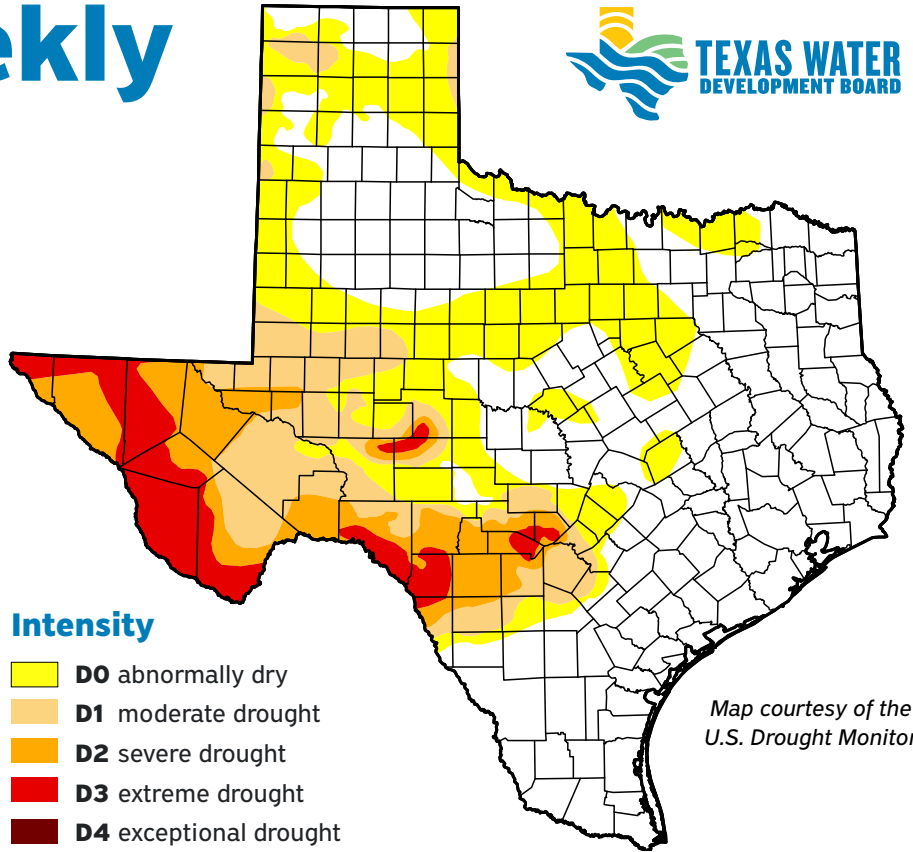 ekly
TEXAS WATER
DEVELOPMENT BOARD
Intensity
D0 abnormally dry
D1 moderate drought
D2 severe drought
D3 extreme drought
D4 exceptional drought
Map courtesy of the
U.S. Drought Monitor